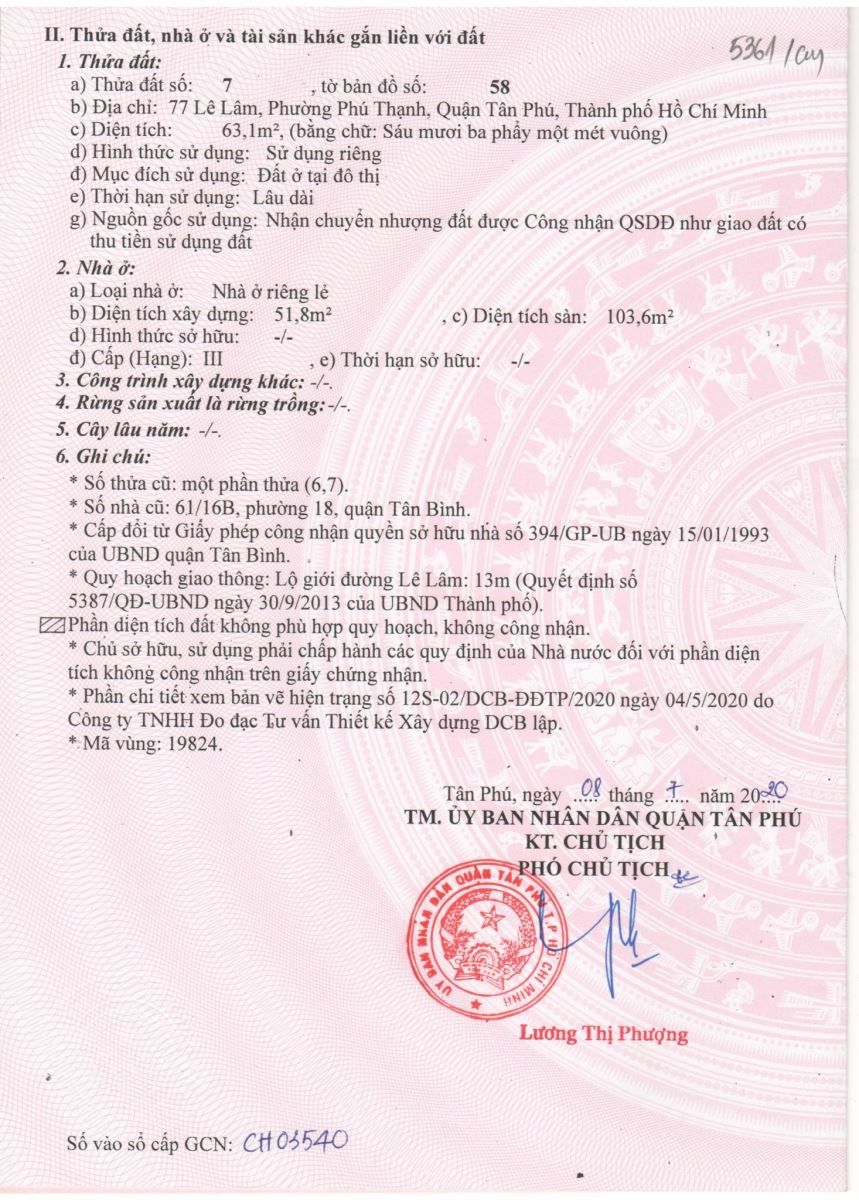 5361/
II. Thửa đất, nhà ở và tài sản khác gắn liền với đất
1. Thửa đất:
a) Thửa đất số: 7 , tờ bản đồ số: 58
b) Địa chỉ: 77 Lê Lâm, Phường Phú Thạnh, Quận Tân Phú, Thành phố Hồ Chí Minh
c) Diện tích: 63,1m², (bằng chữ: Sáu mươi ba phẩy một mét vuông)
d) Hình thức sử dụng: Sử dụng riêng
đ) Mục đích sử dụng: Đất ở tại đô thị
e) Thời hạn sử dụng: Lâu dài
g) Nguồn gốc sử dụng: Nhận chuyển nhượng đất được Công nhận QSDĐ như giao đất có
thu tiền sử dụng đất
2. Nhà ở:
a) Loại nhà ở: Nhà ở riêng lẻ
b) Diện tích xây dựng: 51,8m² , c) Diện tích sàn: 103,6m²
d) Hình thức sở hữu: -/-
đ) Cấp (Hạng): III , e) Thời hạn sở hữu: -/-
3. Công trình xây dựng khác: -/-.
4. Rừng sản xuất là rừng trồng: -/-.
5. Cây lâu năm: -/-.
6. Ghi chú:
* Số thửa cũ: một phần thửa (6,7).
* Số nhà cũ: 61/16B, phường 18, quận Tân Bình.
* Cấp đổi từ Giấy phép công nhận quyền sở hữu nhà số 394/GP-UB ngày 15/01/1993
của UBND quận Tân Bình.
* Quy hoạch giao thông: Lộ giới đường Lê Lâm: 13m (Quyết định số
5387/QĐ-UBND ngày 30/9/2013 của UBND Thành phố).
Phần diện tích đất không phù hợp quy hoạch, không công nhận.
* Chủ sở hữu, sử dụng phải chấp hành các quy định của Nhà nước đối với phần diện
tích không công nhận trên giấy chứng nhận.
* Phần chi tiết xem bản vẽ hiện trạng số 12S-02/DCB-ĐĐTP/2020 ngày 04/5/2020 do
Công ty TNHH Đo đạc Tư vấn Thiết kế Xây dựng DCB lập.
* Mã vùng: 19824.
Tân Phú, ngày 08 tháng 7 năm 2020
TM. ỦY BAN NHÂN DÂN QUẬN TÂN PHÚ
KT. CHỦ TỊCH
PHÓ CHỦ TỊCH
ỦY BAN NHÂN DÂN QUẬN TÂN PHÚ T.P HỒ CHÍ MINH
Lương Thị Phượng
Số vào sổ cấp GCN: CH03540